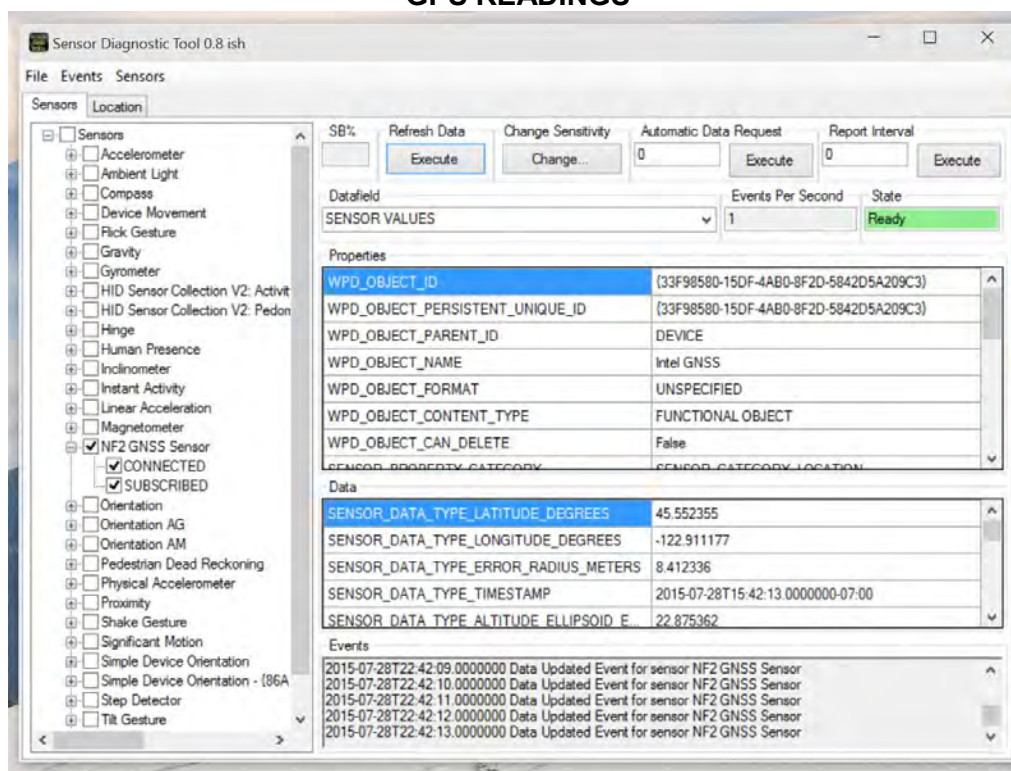 GPS READINGS
Sensor Diagnostic Tool 0.8 ish
File Events Sensors
Sensors Location
Sensors
Accelerometer
Ambient Light
Compass
Device Movement
Flick Gesture
Gravity
Gyrometer
HID Sensor Collection V2: Activit
HID Sensor Collection V2: Pedon
Hinge
Human Presence
Inclinometer
Instant Activity
Linear Acceleration
Magnetometer
NF2 GNSS Sensor
CONNECTED
SUBSCRIBED
Orientation
Orientation AG
Orientation AM
Pedestrian Dead Reckoning
Physical Accelerometer
Proximity
Shake Gesture
Significant Motion
Simple Device Orientation
Simple Device Orientation - {86A
Step Detector
Tilt Gesture
SB% Refresh Data Change Sensitivity Automatic Data Request Report Interval
Execute Change... 0 Execute 0 Execute
Datafield Events Per Second State
SENSOR VALUES 1 Ready
Properties
WPD_OBJECT_ID {33F98580-15DF-4AB0-8F2D-5842D5A209C3}
WPD_OBJECT_PERSISTENT_UNIQUE_ID {33F98580-15DF-4AB0-8F2D-5842D5A209C3}
WPD_OBJECT_PARENT_ID DEVICE
WPD_OBJECT_NAME Intel GNSS
WPD_OBJECT_FORMAT UNSPECIFIED
WPD_OBJECT_CONTENT_TYPE FUNCTIONAL OBJECT
WPD_OBJECT_CAN_DELETE False
SENSOR_PROPERTY_CATEGORY SENSOR_CATEGORY_LOCATION
Data
SENSOR_DATA_TYPE_LATITUDE_DEGREES 45.552355
SENSOR_DATA_TYPE_LONGITUDE_DEGREES -122.911177
SENSOR_DATA_TYPE_ERROR_RADIUS_METERS 8.412336
SENSOR_DATA_TYPE_TIMESTAMP 2015-07-28T15:42:13.0000000-07:00
SENSOR_DATA_TYPE_ALTITUDE_ELLIPSOID_E... 22.875362
Events
2015-07-28T22:42:09.0000000 Data Updated Event for sensor NF2 GNSS Sensor
2015-07-28T22:42:10.0000000 Data Updated Event for sensor NF2 GNSS Sensor
2015-07-28T22:42:11.0000000 Data Updated Event for sensor NF2 GNSS Sensor
2015-07-28T22:42:12.0000000 Data Updated Event for sensor NF2 GNSS Sensor
2015-07-28T22:42:13.0000000 Data Updated Event for sensor NF2 GNSS Sensor